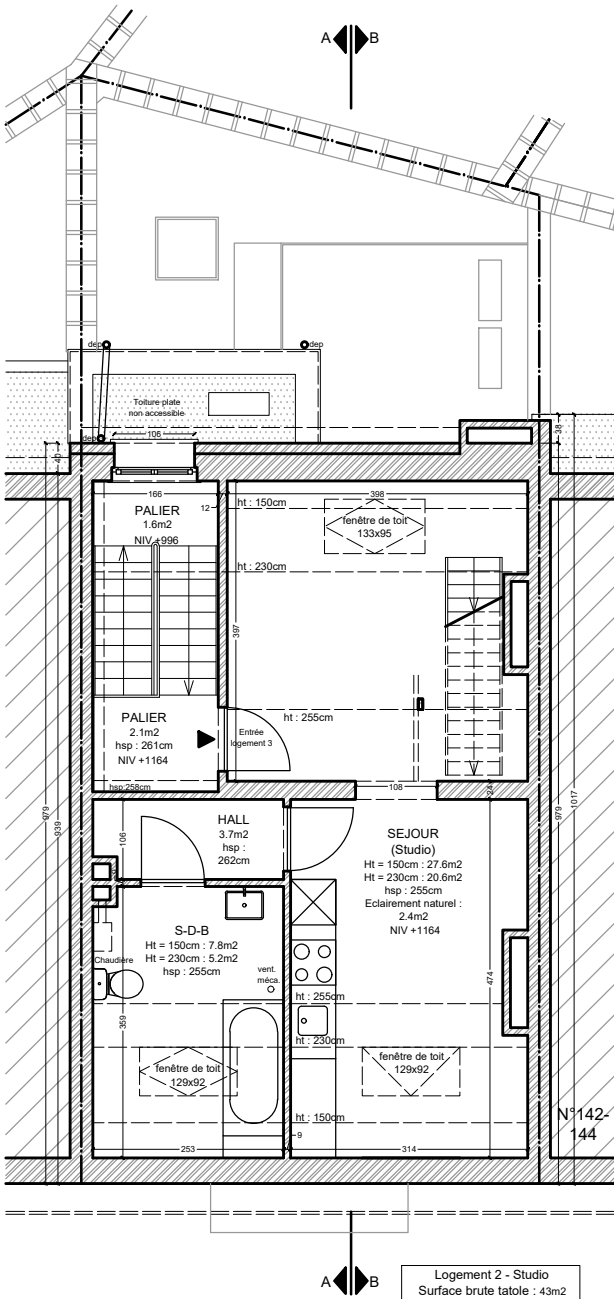 A B
dep
dep
Toiture plate
non accessible
dep
106
38
40
166
398
12
ht : 150cm
PALIER
1.6m2
NIV +996
fenêtre de toit
133x95
ht : 230cm
397
ht : 255cm
PALIER
2.1m2
hsp : 261cm
NIV +1164
Entrée
logement 3
hsp:258cm
108
24
979
939
979
1017
106
HALL
3.7m2
hsp :
262cm
SEJOUR
(Studio)
Ht = 150cm : 27.6m2
Ht = 230cm : 20.6m2
hsp : 255cm
Eclairement naturel :
2.4m2
NIV +1164
S-D-B
Ht = 150cm : 7.8m2
Ht = 230cm : 5.2m2
hsp : 255cm
Chaudière
vent.
méca.
474
359
ht : 255cm
ht : 230cm
fenêtre de toit
129x92
fenêtre de toit
129x92
ht : 150cm
N°142-
144
9
253
314
A B
Logement 2 - Studio
Surface brute tatole : 43m2